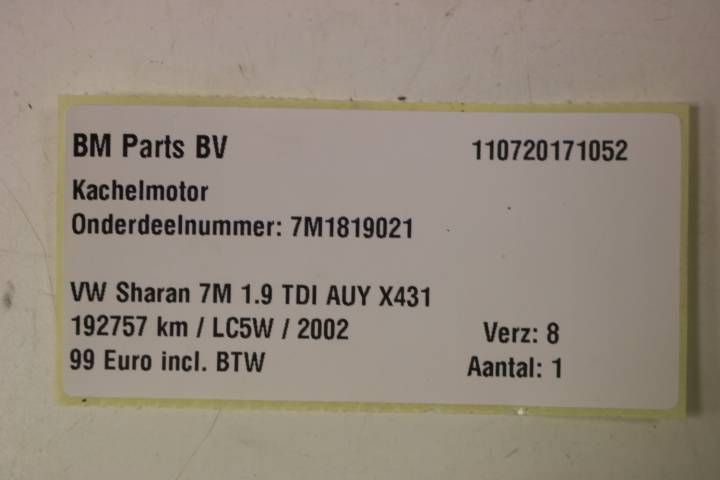 BM Parts BV 110720171052
Kachelmotor
Onderdeelnummer: 7M1819021
VW Sharan 7M 1.9 TDI AUY X431
192757 km / LC5W / 2002 Verz: 8
99 Euro incl. BTW Aantal: 1